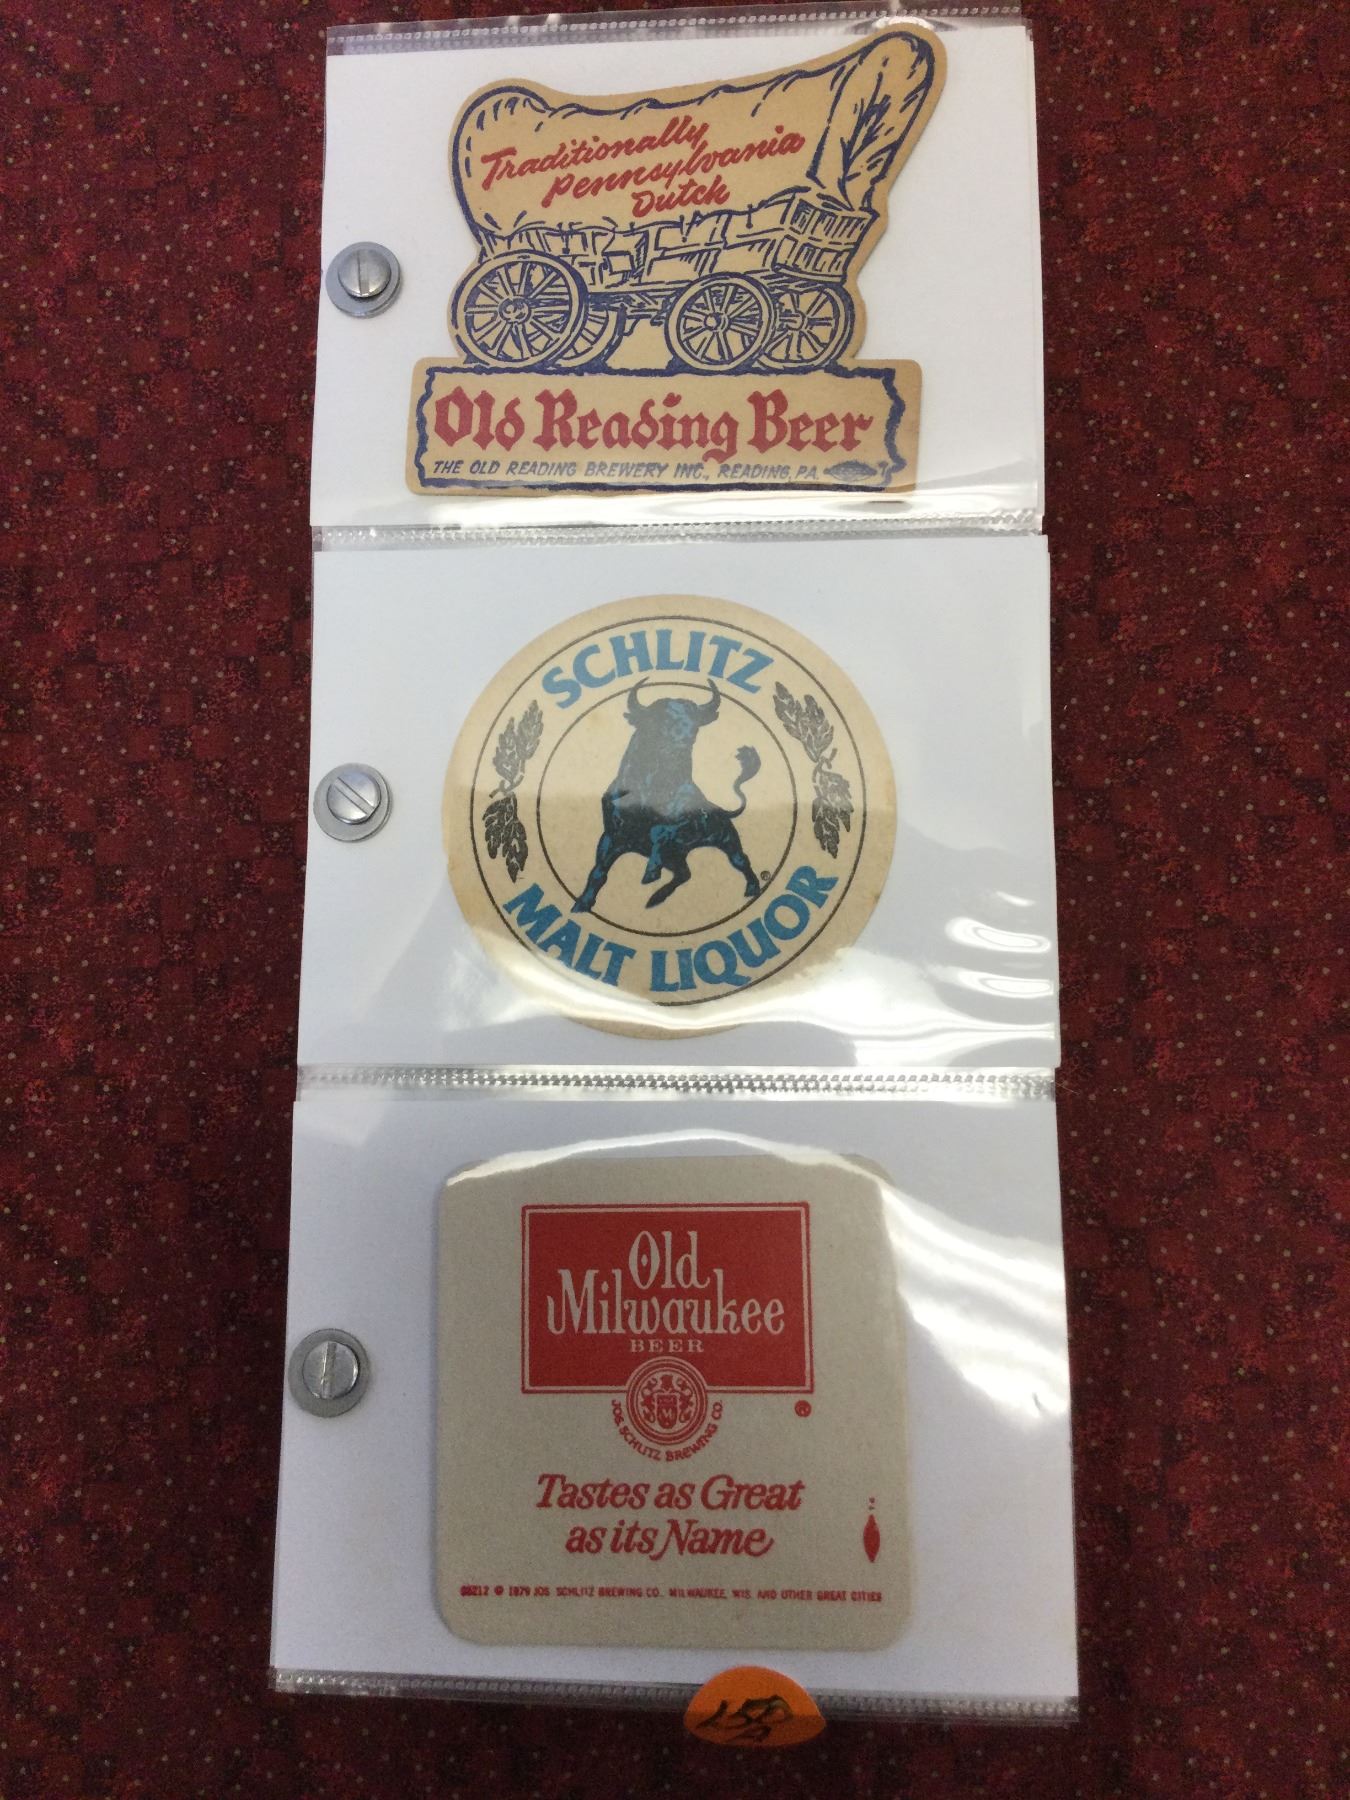 Traditionally
Pennsylvania
Dutch
Old Reading Beer
THE OLD READING BREWERY INC., READING, PA.
SCHLITZ
®
MALT LIQUOR
Old
Milwaukee
BEER
M
®
JOS. SCHLITZ BREWING CO.
Tastes as Great
as its Name
© 1979 JOS. SCHLITZ BREWING CO., MILWAUKEE, WIS. AND OTHER GREAT CITIES